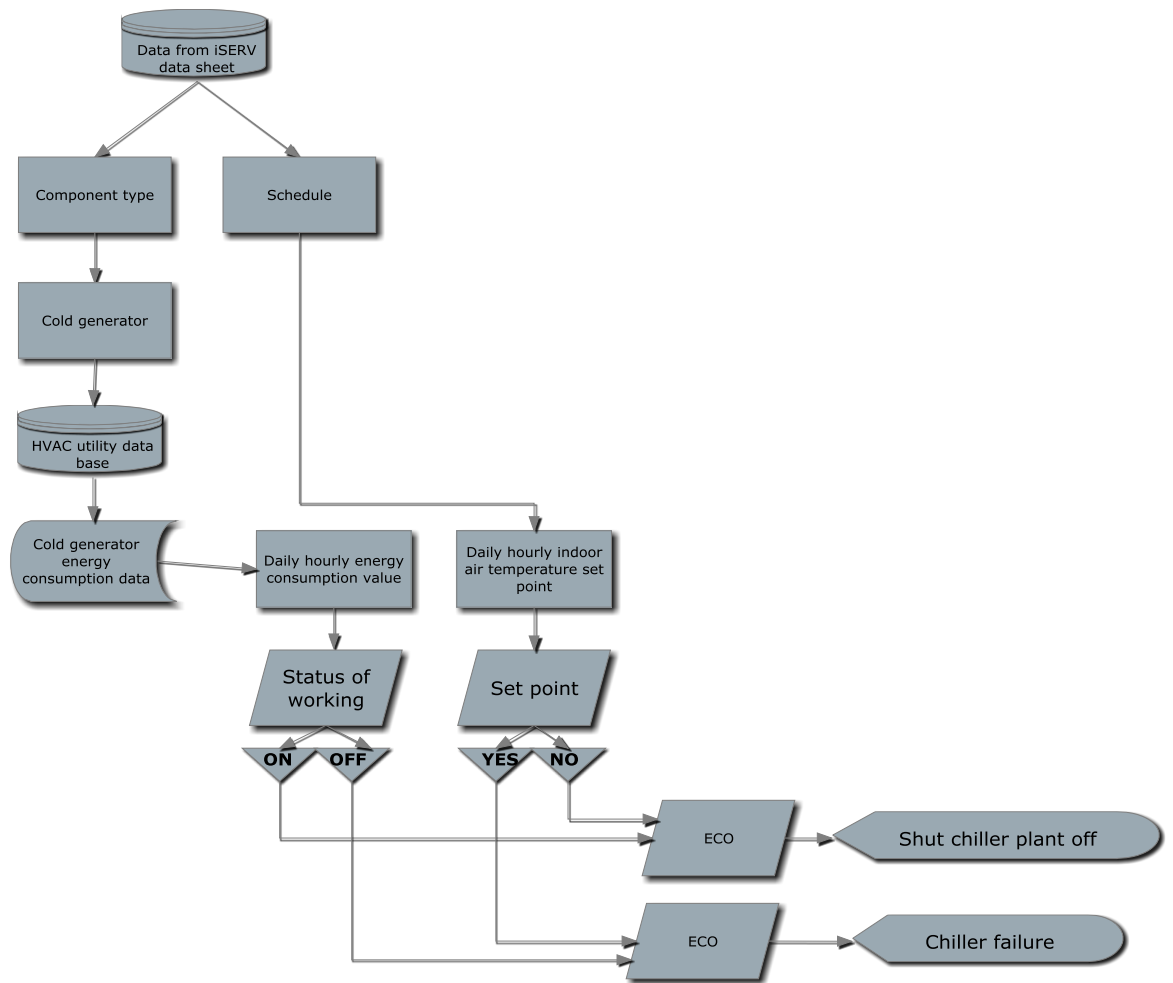 Data from iSERV
data sheet
Component type
Schedule
Cold generator
HVAC utility data
base
Cold generator
energy
consumption data
Daily hourly energy
consumption value
Daily hourly indoor
air temperature set
point
Status of
working
Set point
ON
OFF
YES
NO
ECO
Shut chiller plant off
ECO
Chiller failure